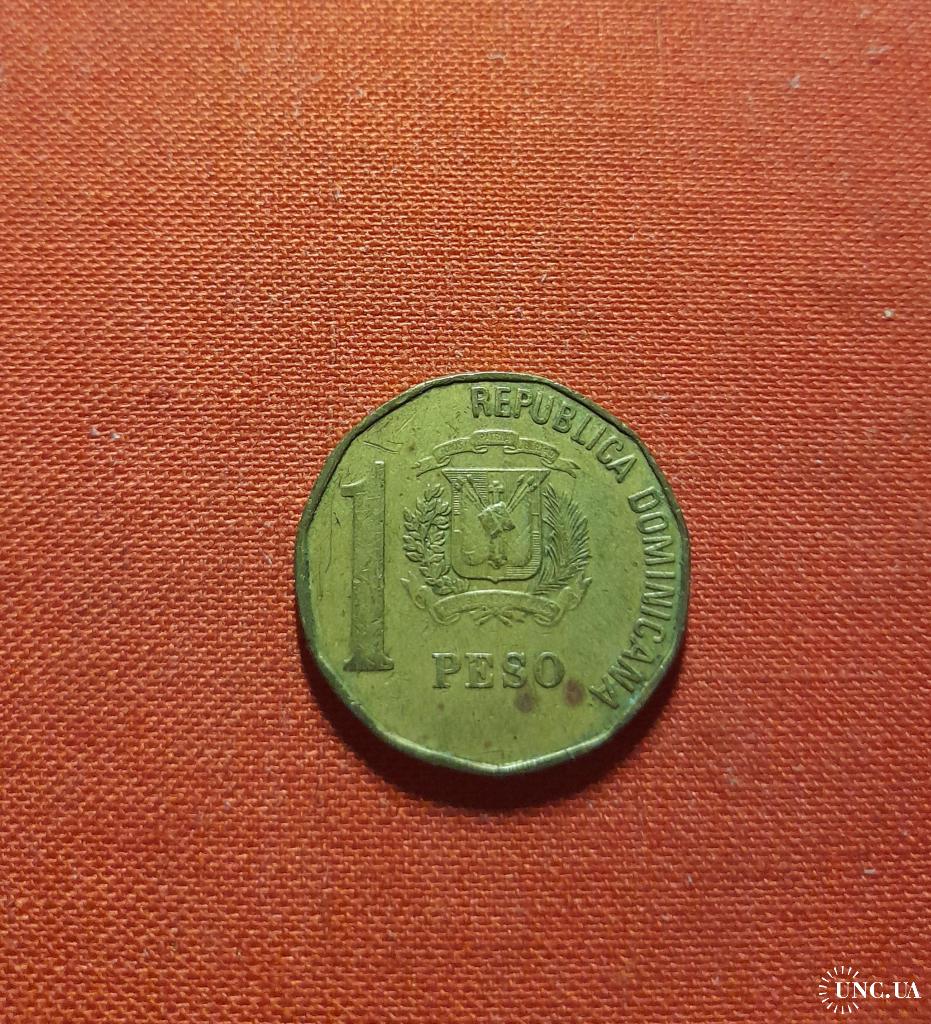 REPUBLICA DOMINICANA
1
PESO
UNC.UA